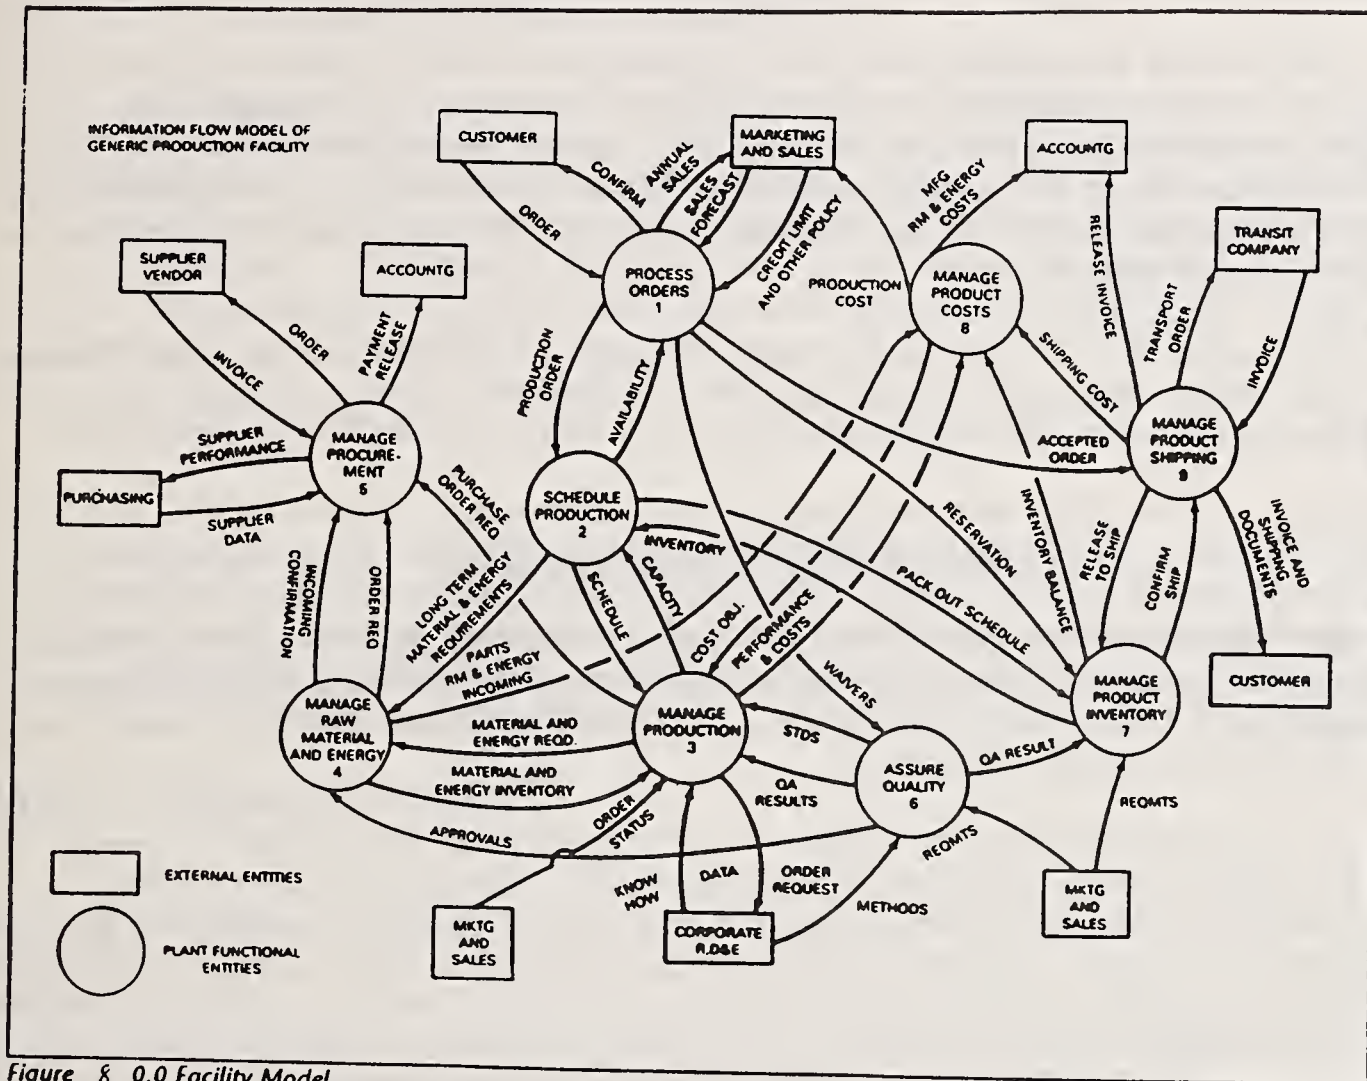 INFORMATION FLOW MODEL OF
GENERIC PRODUCTION FACILITY
CUSTOMER
CONFIRM
ORDER
ANNUAL
SALES
SALES
FORECAST
MARKETING
AND SALES
CREDIT LIMIT
AND OTHER POLICY
MFG
RM & ENERGY
COSTS
ACCOUNTG
RELEASE INVOICE
TRANSIT
COMPANY
TRANSPORT
ORDER
INVOICE
SUPPLIER
VENDOR
ACCOUNTG
INVOICE
ORDER
PAYMENT
RELEASE
PROCESS
ORDERS
1
PRODUCTION
COST
MANAGE
PRODUCT
COSTS
8
SHIPPING COST
PRODUCTION
ORDER
AVAILABILITY
SUPPLIER
PERFORMANCE
MANAGE
PROCURE-
MENT
5
PURCHASING
SUPPLIER
DATA
PURCHASE
ORDER REQ
SCHEDULE
PRODUCTION
2
INVENTORY
ACCEPTED
ORDER
MANAGE
PRODUCT
SHIPPING
9
RESERVATION
INVENTORY BALANCE
RELEASE
TO SHIP
CONFIRM
SHIP
INVOICE AND
SHIPPING
DOCUMENTS
INCOMING
CONFIRMATION
ORDER REQ
LONG TERM
MATERIAL & ENERGY
REQUIREMENTS
SCHEDULE
CAPACITY
PACK OUT SCHEDULE
PARTS
RM & ENERGY
INCOMING
COST OBJ.
PERFORMANCE
& COSTS
WAIVERS
CUSTOMER
MANAGE
RAW
MATERIAL
AND ENERGY
4
MATERIAL AND
ENERGY REQD.
MATERIAL AND
ENERGY INVENTORY
MANAGE
PRODUCTION
3
STDS
QA
RESULTS
ASSURE
QUALITY
6
QA RESULT
MANAGE
PRODUCT
INVENTORY
7
REQMTS
APPROVALS
ORDER
STATUS
REQMTS
KNOW
HOW
DATA
ORDER
REQUEST
METHODS
EXTERNAL ENTITIES
MKTG
AND
SALES
CORPORATE
R,D&E
MKTG
AND
SALES
PLANT FUNCTIONAL
ENTITIES
Figure 8 0.0 Facility Model